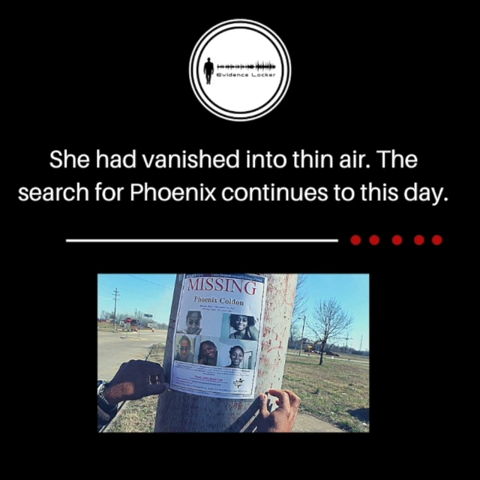 Evidence Locker
She had vanished into thin air. The
search for Phoenix continues to this day.
MISSING
Phoenix Coldon